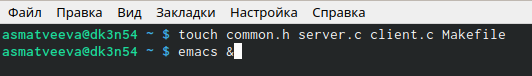 Файл Правка Вид Закладки Настройка Справка
asmatveeva@dk3n54 ~ $ touch common.h server.c client.c Makefile
asmatveeva@dk3n54 ~ $ emacs &